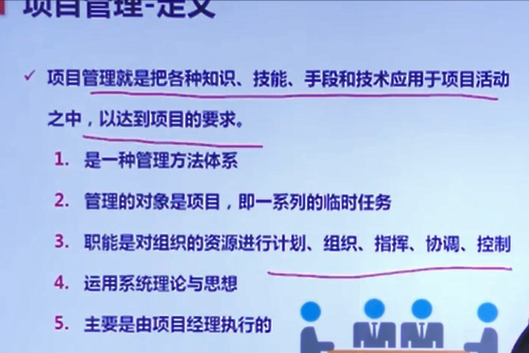 项目管理-定义
项目管理就是把各种知识、技能、手段和技术应用于项目活动
之中，以达到项目的要求。
1. 是一种管理方法体系
2. 管理的对象是项目，即一系列的临时任务
3. 职能是对组织的资源进行计划、组织、指挥、协调、控制
4. 运用系统理论与思想
5. 主要是由项目经理执行的